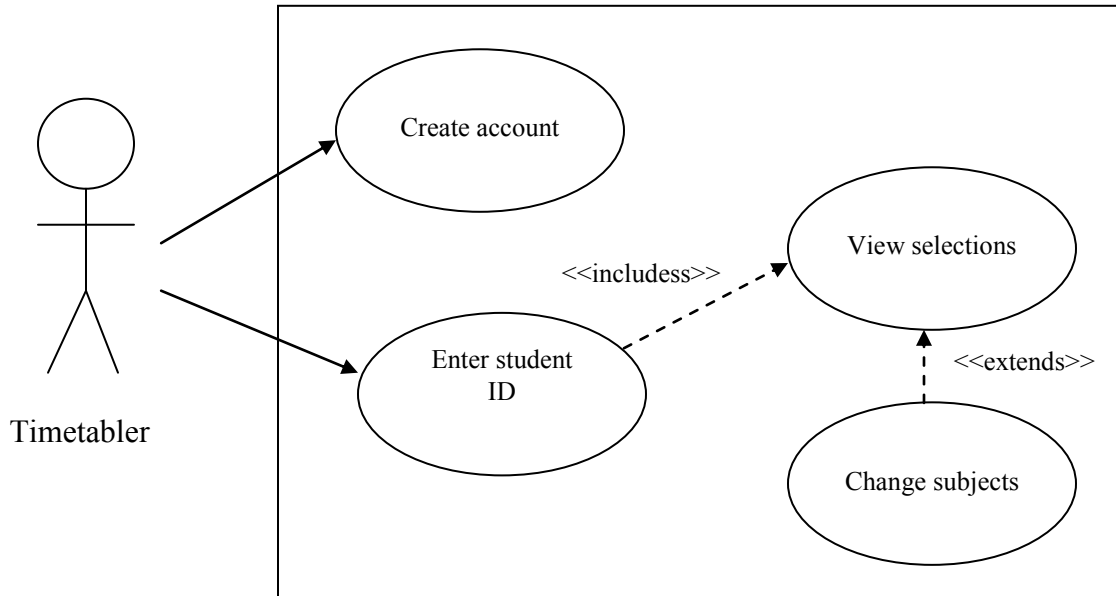 Create account
View selections
<<includess>>
Enter student
ID
<<extends>>
Timetabler
Change subjects